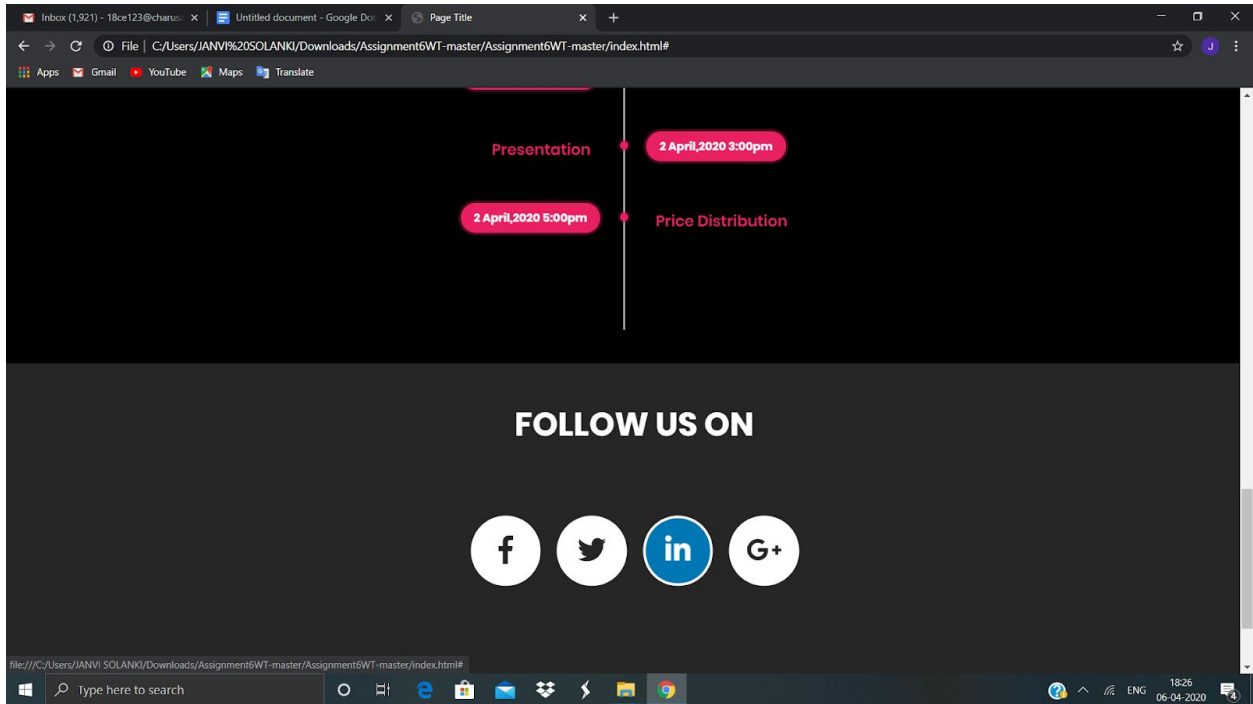 Inbox (1,921) - 18ce123@charusa
Untitled document - Google Doc
Page Title
File | C:/Users/JANVI%20SOLANKI/Downloads/Assignment6WT-master/Assignment6WT-master/index.html#
J
Apps Gmail YouTube Maps Translate
Presentation 2 April,2020 3:00pm
2 April,2020 5:00pm Price Distribution
FOLLOW US ON
f in G+
file:///C:/Users/JANVI SOLANKI/Downloads/Assignment6WT-master/Assignment6WT-master/index.html#
Type here to search
ENG
18:26
06-04-2020
4